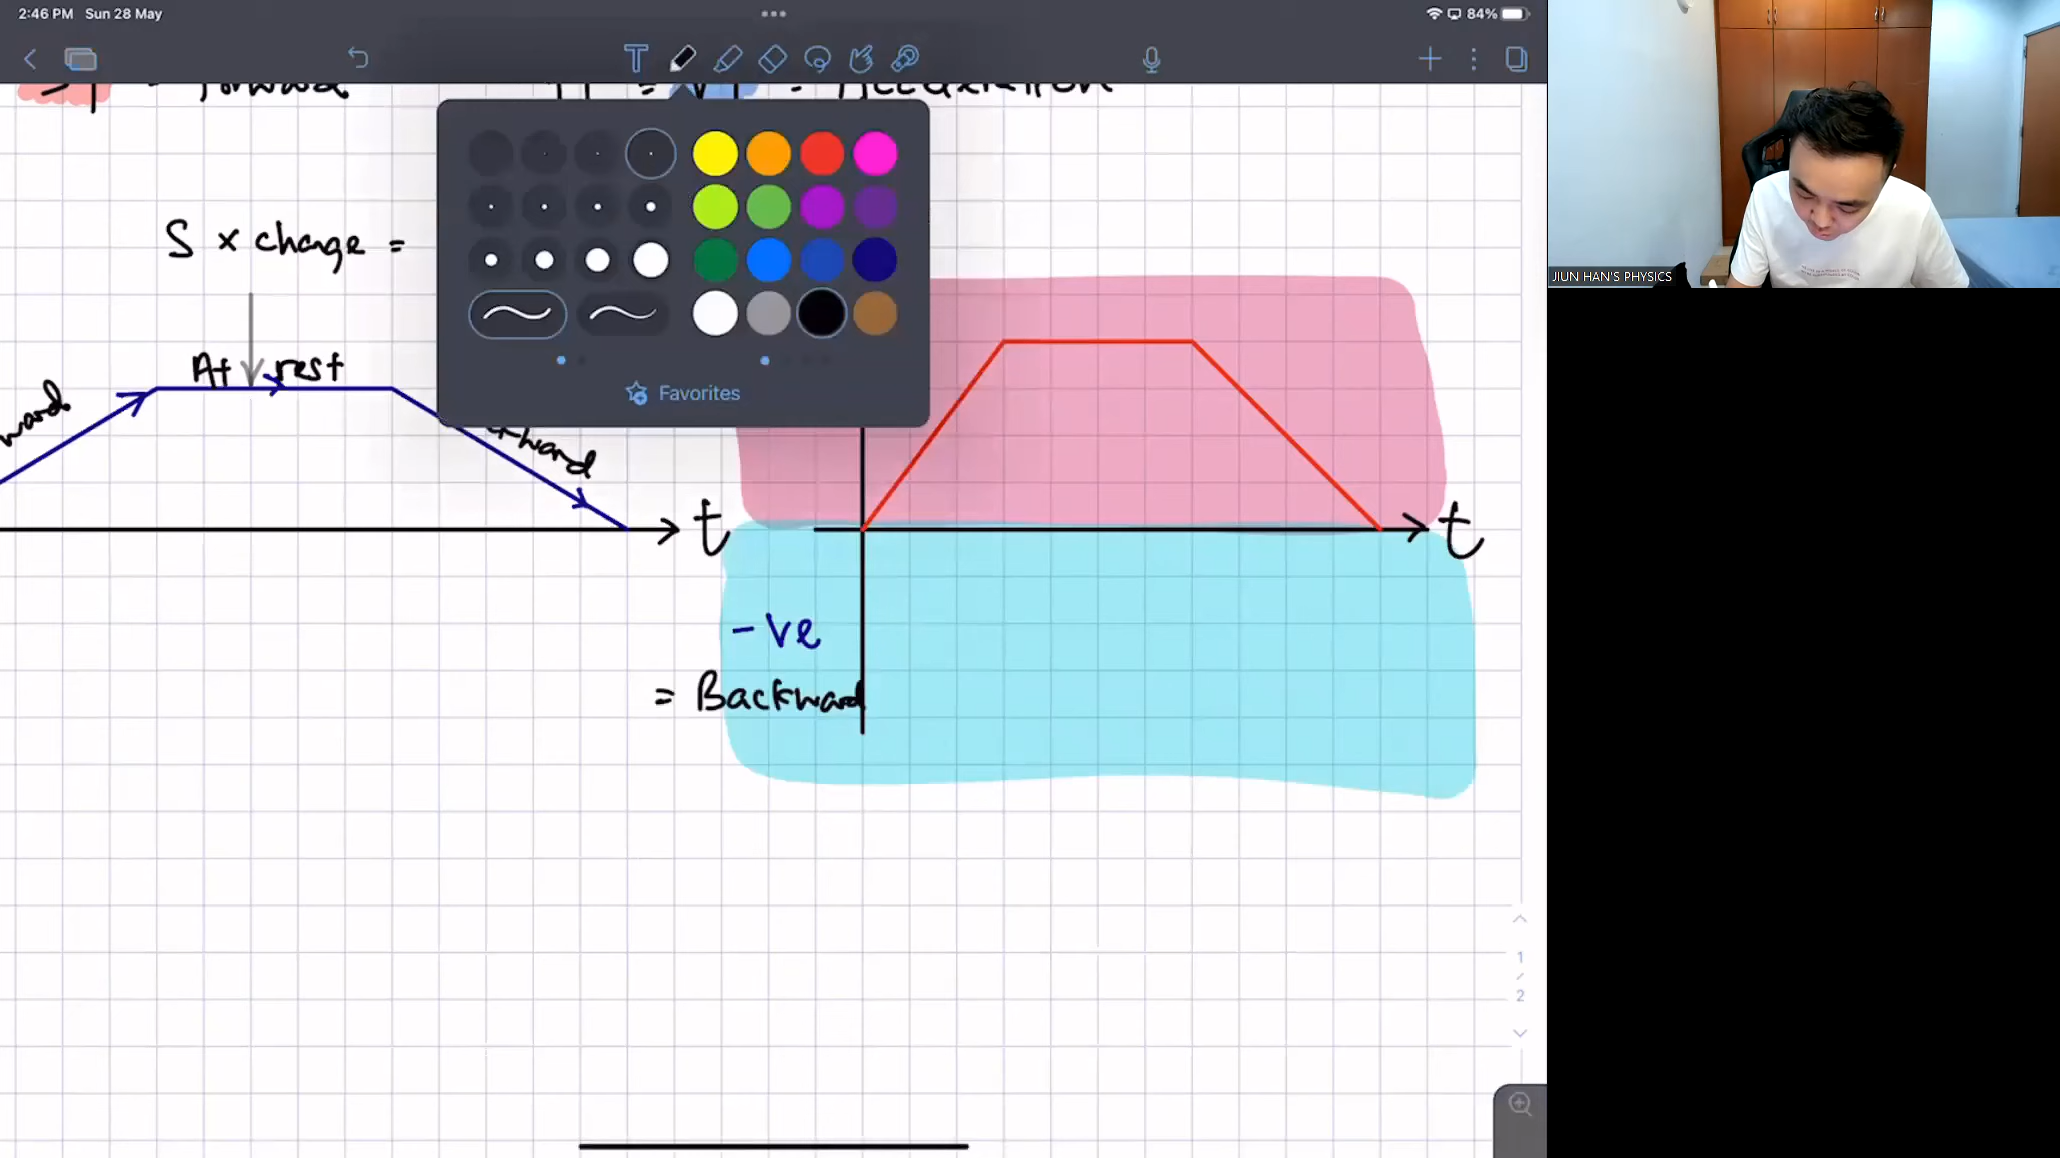 2:46 PM Sun 28 May
84%
T
S x change =
At rest
t
t
Favorites
-ve
= Backward
1
2
JIUN HAN'S PHYSICS